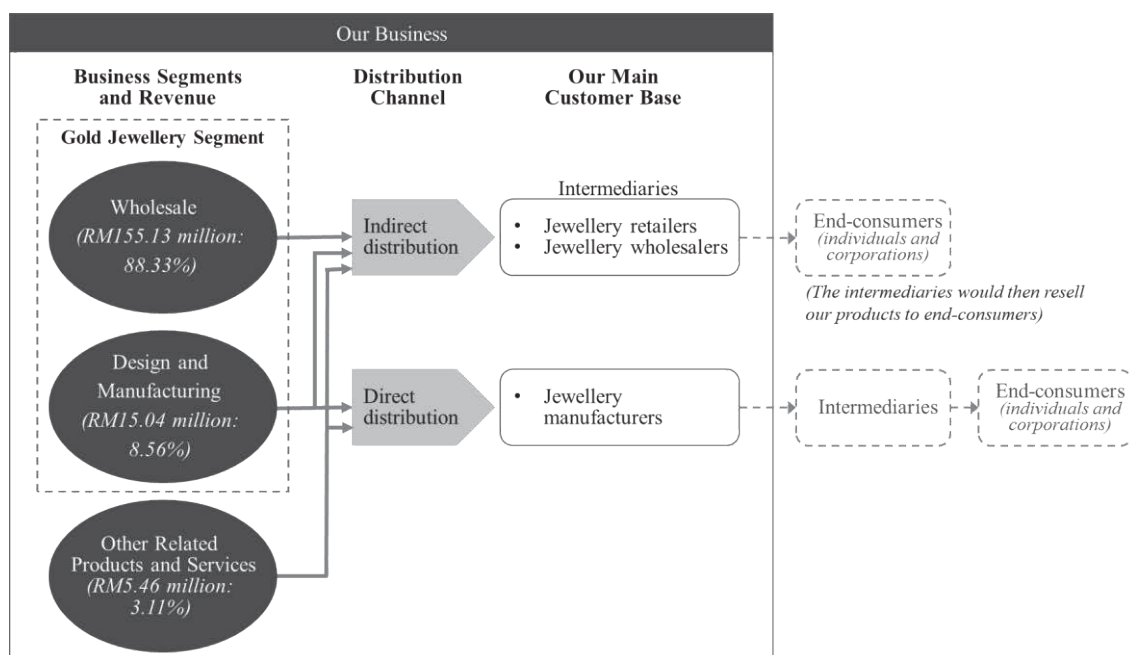 Our Business
Business Segments
and Revenue
Distribution
Channel
Our Main
Customer Base
Gold Jewellery Segment
Wholesale
(RM155.13 million:
88.33%)
Indirect
distribution
Intermediaries
• Jewellery retailers
• Jewellery wholesalers
End-consumers
(individuals and
corporations)
(The intermediaries would then resell
our products to end-consumers)
Design and
Manufacturing
(RM15.04 million:
8.56%)
Direct
distribution
• Jewellery
manufacturers
Intermediaries
End-consumers
(individuals and
corporations)
Other Related
Products and Services
(RM5.46 million:
3.11%)